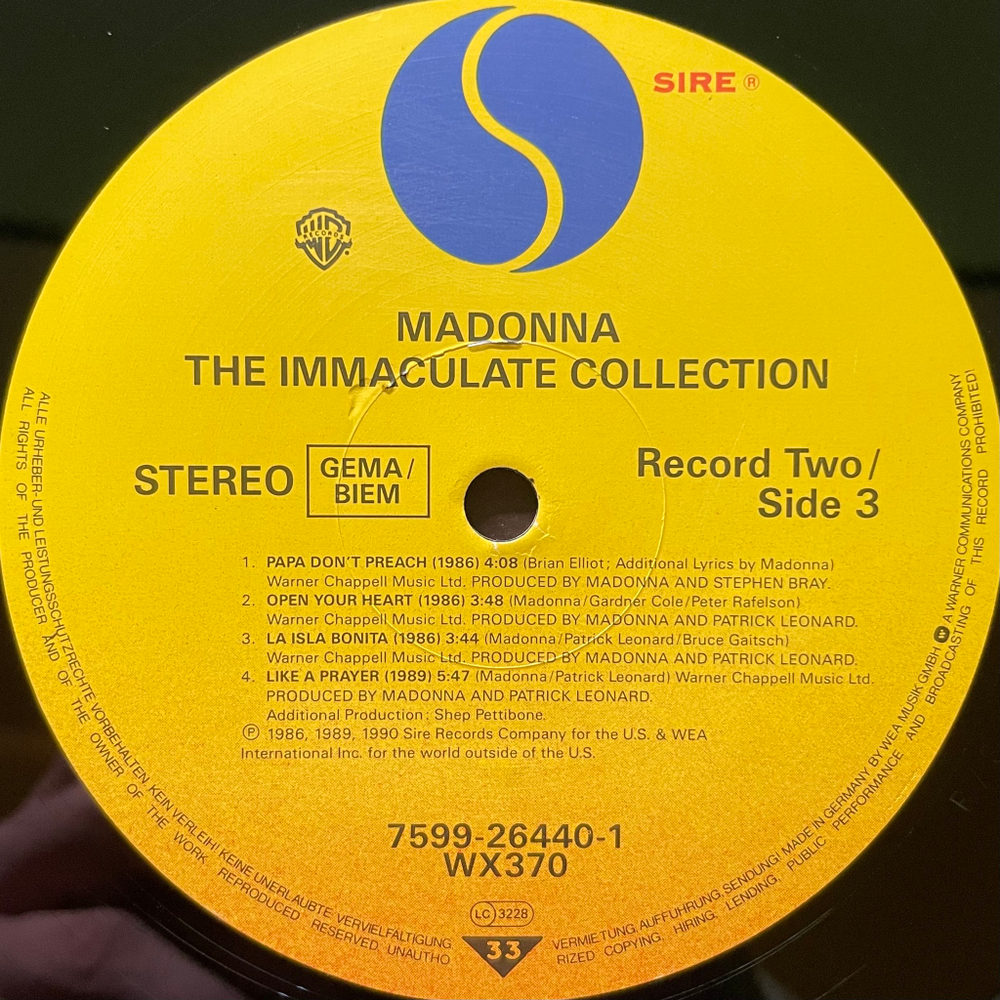 SIRE ®
WB RECORDS ®
MADONNA
THE IMMACULATE COLLECTION
STEREO
GEMA/
BIEM
Record Two/
Side 3
1. PAPA DON'T PREACH (1986) 4:08 (Brian Elliot; Additional Lyrics by Madonna)
Warner Chappell Music Ltd. PRODUCED BY MADONNA AND STEPHEN BRAY.
2. OPEN YOUR HEART (1986) 3:48 (Madonna/Gardner Cole/Peter Rafelson)
Warner Chappell Music Ltd. PRODUCED BY MADONNA AND PATRICK LEONARD.
3. LA ISLA BONITA (1986) 3:44 (Madonna/Patrick Leonard/Bruce Gaitsch)
Warner Chappell Music Ltd. PRODUCED BY MADONNA AND PATRICK LEONARD.
4. LIKE A PRAYER (1989) 5:47 (Madonna/Patrick Leonard) Warner Chappell Music Ltd.
PRODUCED BY MADONNA AND PATRICK LEONARD.
Additional Production: Shep Pettibone.
℗ 1986, 1989, 1990 Sire Records Company for the U.S. & WEA
International Inc. for the world outside of the U.S.
7599-26440-1
WX370
LC 3228
33
ALLE URHEBER- UND LEISTUNGSSCHUTZRECHTE VORBEHALTEN. KEIN VERLEIH! KEINE UNERLAUBTE VERVIELFÄLTIGUNG, VERMIETUNG, AUFFÜHRUNG, SENDUNG! MADE IN GERMANY BY WEA MUSIK GMBH A WARNER COMMUNICATIONS COMPANY
ALL RIGHTS OF THE PRODUCER AND OF THE OWNER OF THE WORK REPRODUCED RESERVED. UNAUTHORIZED COPYING, HIRING, LENDING, PUBLIC PERFORMANCE AND BROADCASTING OF THIS RECORD PROHIBITED!